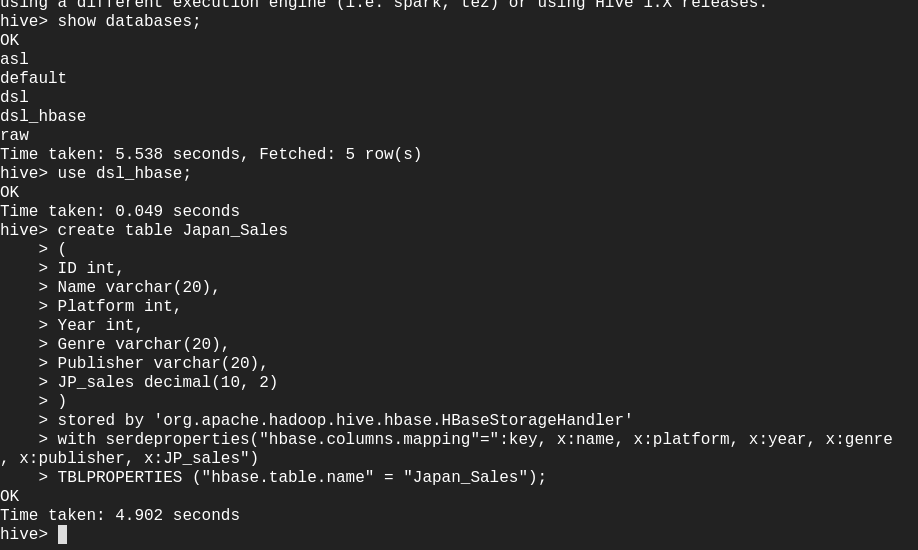 using a different execution engine (i.e. spark, tez) or using Hive 1.X releases.
hive> show databases;
OK
asl
default
dsl
dsl_hbase
raw
Time taken: 5.538 seconds, Fetched: 5 row(s)
hive> use dsl_hbase;
OK
Time taken: 0.049 seconds
hive> create table Japan_Sales
    > (
    > ID int,
    > Name varchar(20),
    > Platform int,
    > Year int,
    > Genre varchar(20),
    > Publisher varchar(20),
    > JP_sales decimal(10, 2)
    > )
    > stored by 'org.apache.hadoop.hive.hbase.HBaseStorageHandler'
    > with serdeproperties("hbase.columns.mapping"=":key, x:name, x:platform, x:year, x:genre
, x:publisher, x:JP_sales")
    > TBLPROPERTIES ("hbase.table.name" = "Japan_Sales");
OK
Time taken: 4.902 seconds
hive>